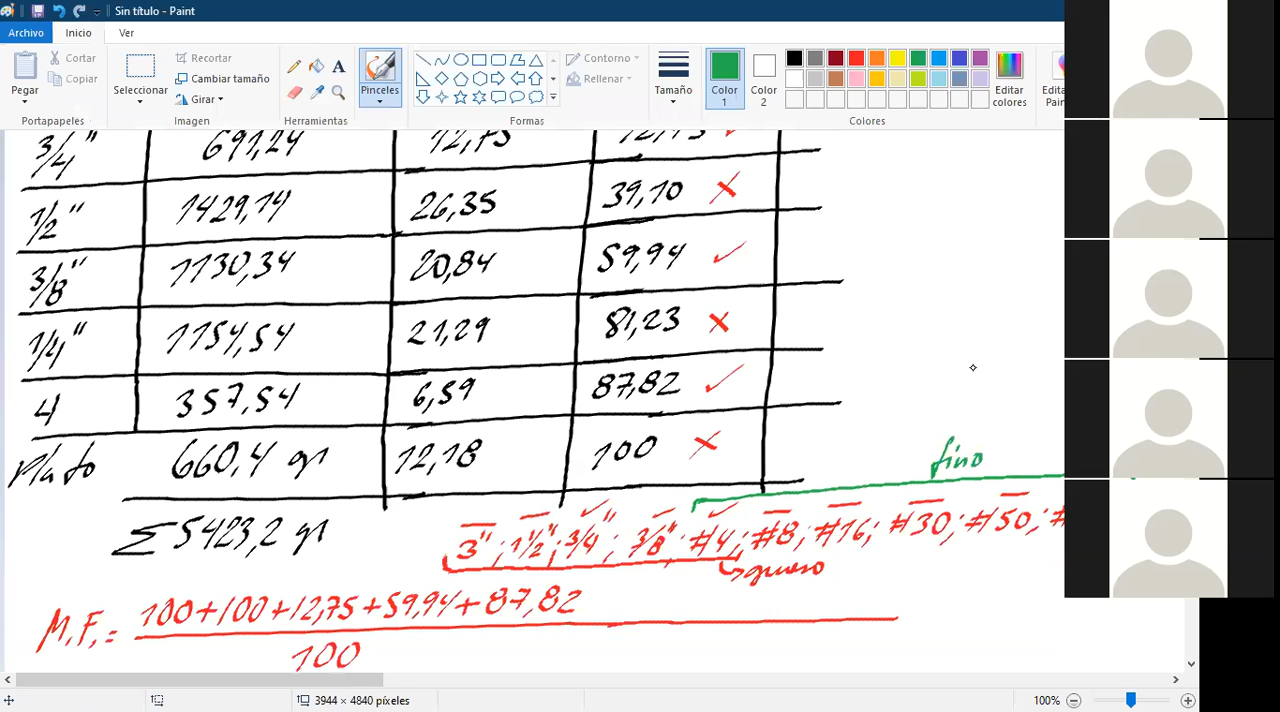 Sin título - Paint
Archivo Inicio Ver
Pegar Cortar Copiar Seleccionar Recortar Cambiar tamaño Girar A Pinceles Contorno Rellenar Tamaño Color 1 Color 2 Editar colores
Portapapeles Imagen Herramientas Formas Colores
3/4" 691,24 12,75 12,75 ✓
1/2" 1429,14 26,35 39,10 ×
3/8" 1130,34 20,84 59,94 ✓
1/4" 1154,54 21,29 81,23 ×
4 357,54 6,59 87,82 ✓
Plato 660,4 gr 12,18 100 ×
fino
Σ 5423,2 gr
3"; 1 1/2"; 3/4"; 3/8"; #4; #8; #16; #30; #50; #
grueso
M.F. = 100+100+12,75+59,94+87,82
100
3944 × 4840 píxeles 100%